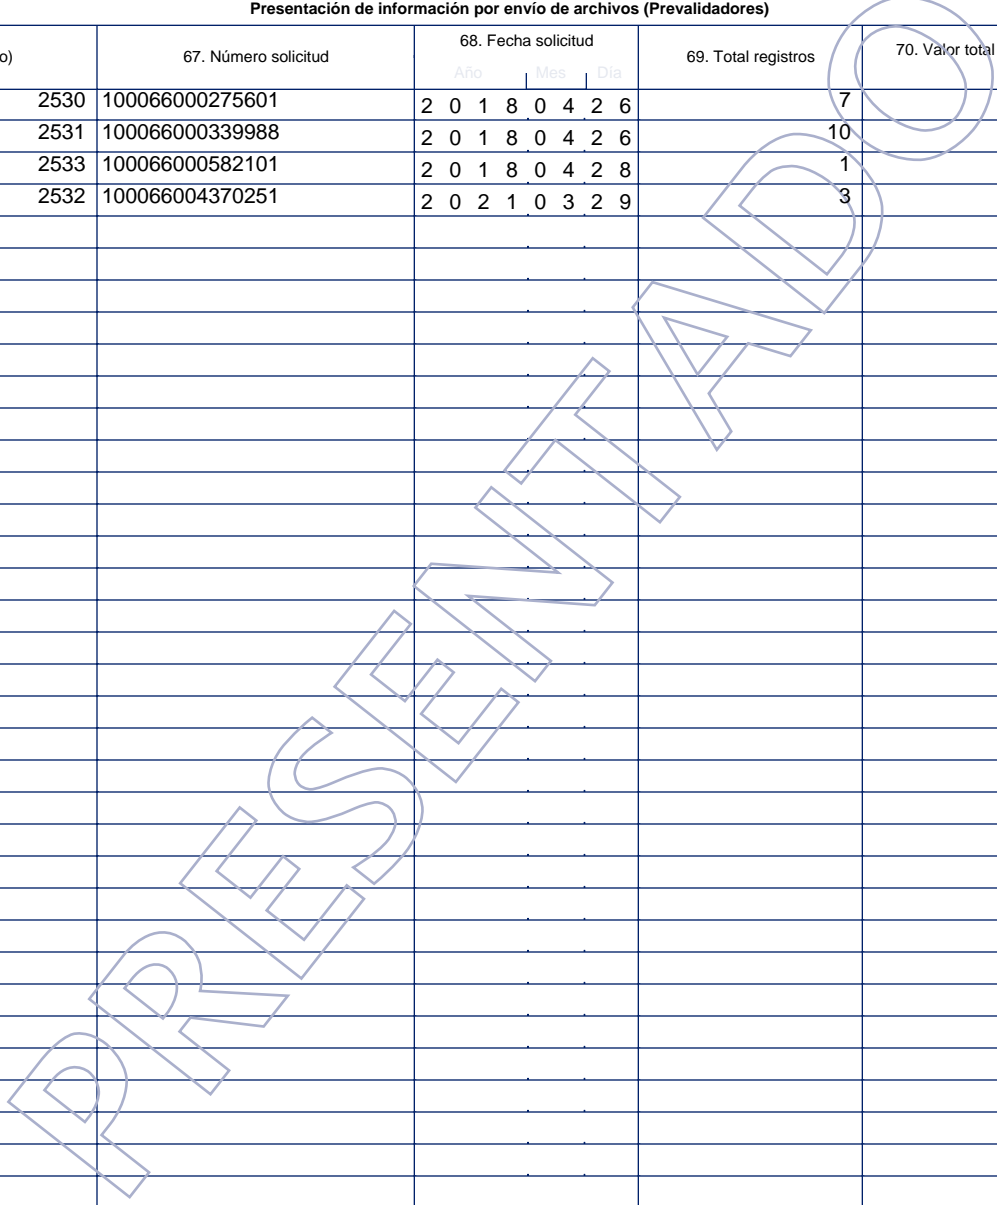 Presentación de información por envío de archivos (Prevalidadores)
o) 67. Número solicitud 68. Fecha solicitud 69. Total registros 70. Valor total
Año Mes Día
2530 100066000275601 2 0 1 8 0 4 2 6 7
2531 100066000339988 2 0 1 8 0 4 2 6 10
2533 100066000582101 2 0 1 8 0 4 2 8 1
2532 100066004370251 2 0 2 1 0 3 2 9 3
PRESENTADO